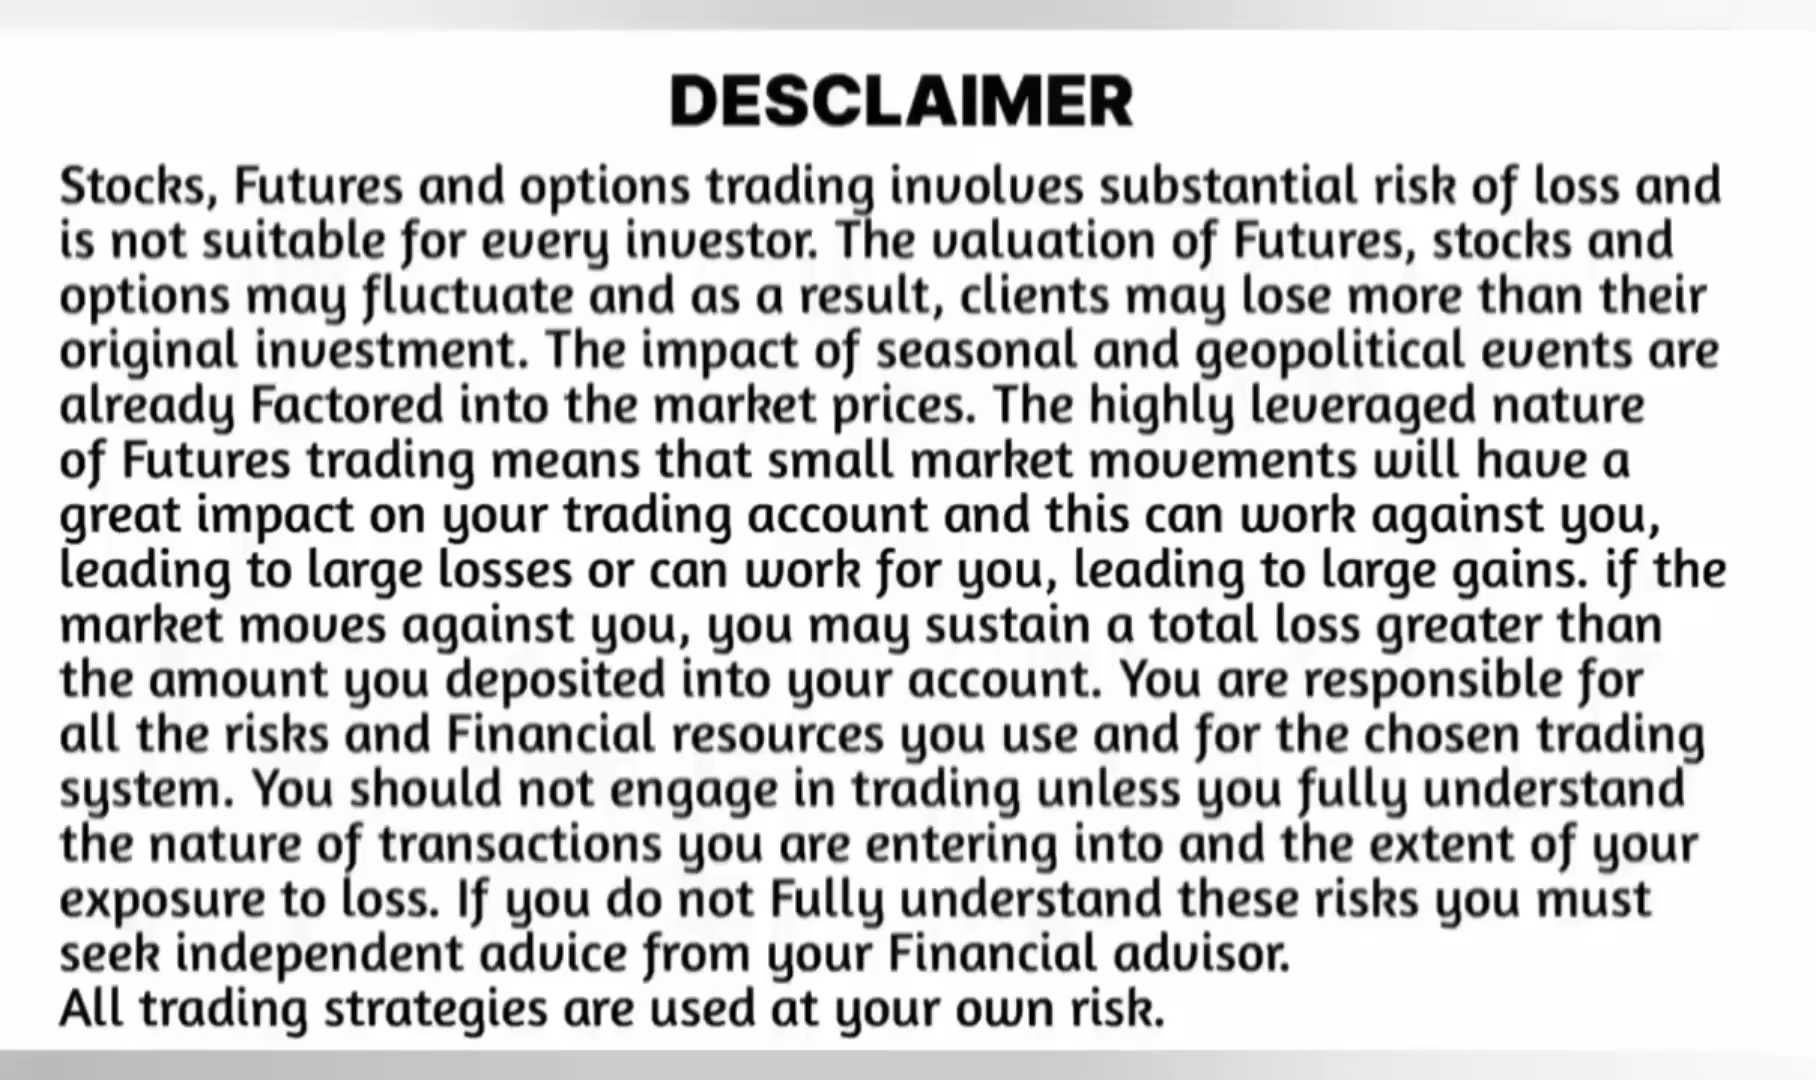 DESCLAIMER
Stocks, Futures and options trading involves substantial risk of loss and
is not suitable for every investor. The valuation of Futures, stocks and
options may fluctuate and as a result, clients may lose more than their
original investment. The impact of seasonal and geopolitical events are
already Factored into the market prices. The highly leveraged nature
of Futures trading means that small market movements will have a
great impact on your trading account and this can work against you,
leading to large losses or can work for you, leading to large gains. if the
market moves against you, you may sustain a total loss greater than
the amount you deposited into your account. You are responsible for
all the risks and Financial resources you use and for the chosen trading
system. You should not engage in trading unless you fully understand
the nature of transactions you are entering into and the extent of your
exposure to loss. If you do not Fully understand these risks you must
seek independent advice from your Financial advisor.
All trading strategies are used at your own risk.